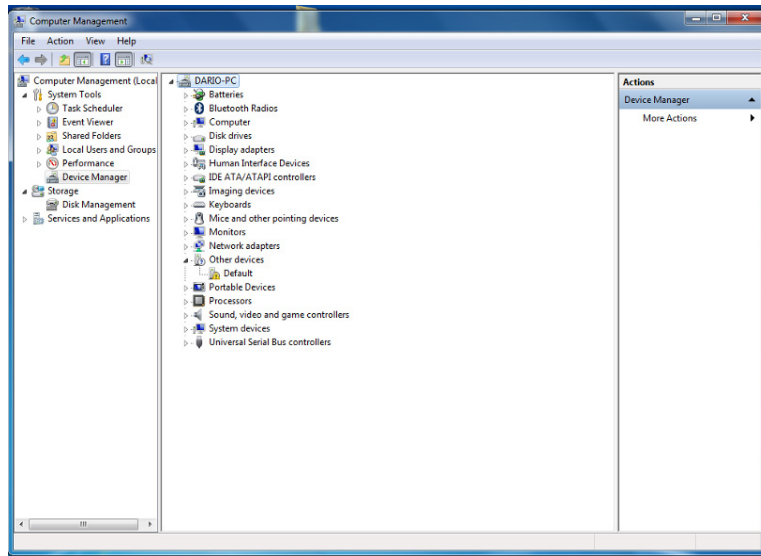 Computer Management
File Action View Help
Computer Management (Local
System Tools
Task Scheduler
Event Viewer
Shared Folders
Local Users and Groups
Performance
Device Manager
Storage
Disk Management
Services and Applications
DARIO-PC
Batteries
Bluetooth Radios
Computer
Disk drives
Display adapters
Human Interface Devices
IDE ATA/ATAPI controllers
Imaging devices
Keyboards
Mice and other pointing devices
Monitors
Network adapters
Other devices
Default
Portable Devices
Processors
Sound, video and game controllers
System devices
Universal Serial Bus controllers
Actions
Device Manager
More Actions